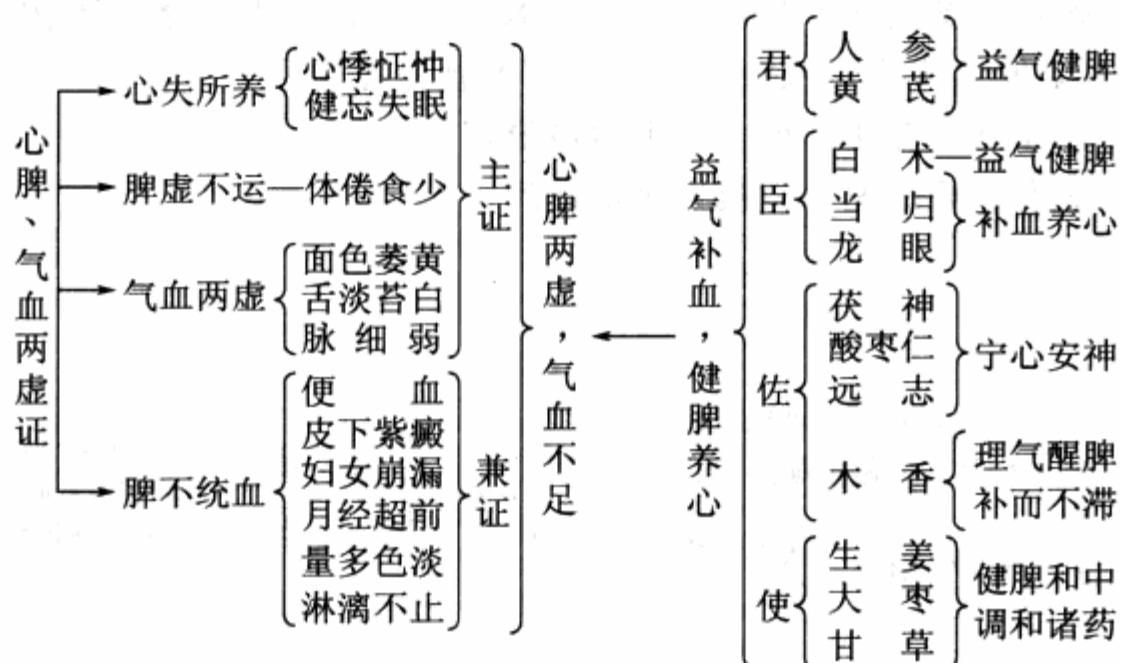 心脾、气血两虚证
心失所养
心悸怔忡
健忘失眠
脾虚不运—体倦食少
气血两虚
面色萎黄
舌淡苔白
脉细弱
主证
脾不统血
便血
皮下紫癜
妇女崩漏
月经超前
量多色淡
淋漓不止
兼证
心脾两虚，气血不足
益气补血，健脾养心
君
人参
黄芪
益气健脾
臣
白术—益气健脾
当归
龙眼
补血养心
佐
茯神
酸枣仁
远志
宁心安神
木香
理气醒脾
补而不滞
使
生姜
大枣
甘草
健脾和中
调和诸药